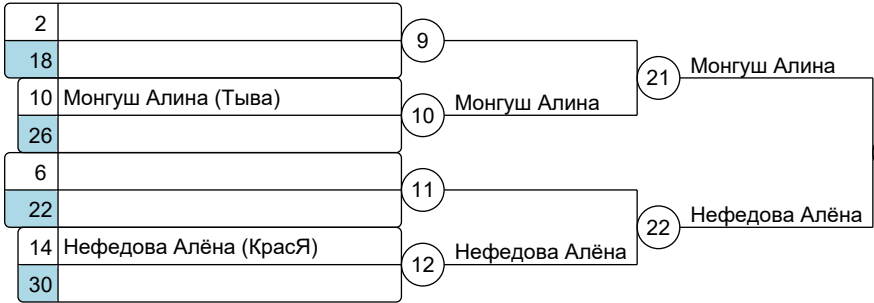 2
9
18
21 Монгуш Алина
10 Монгуш Алина (Тыва)
10 Монгуш Алина
26
6
11
22
22 Нефедова Алёна
14 Нефедова Алёна (КрасЯ)
12 Нефедова Алёна
30